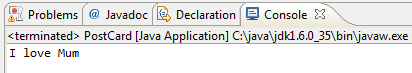 Problems @ Javadoc Declaration Console
<terminated> PostCard [Java Application] C:\java\jdk1.6.0_35\bin\javaw.exe
I love Mum